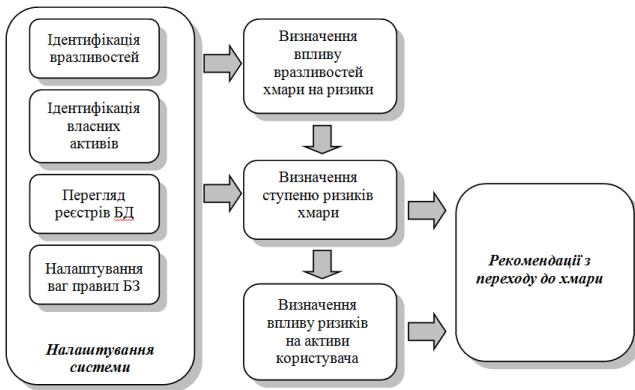 Ідентифікація
вразливостей
Ідентифікація
власних
активів
Перегляд
реєстрів БД
Налаштування
ваг правил БЗ
Налаштування
системи
Визначення
впливу
вразливостей
хмари на ризики
Визначення
ступеню ризиків
хмари
Визначення
впливу ризиків
на активи
користувача
Рекомендації з
переходу до хмари